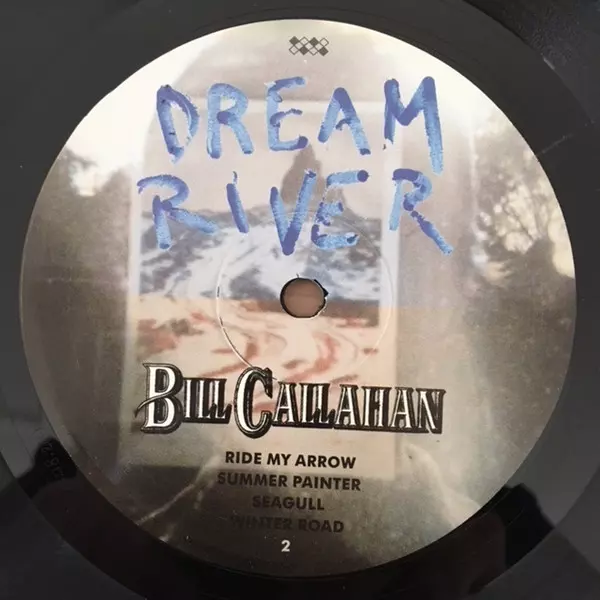 DREAM
RIVER
BILL CALLAHAN
RIDE MY ARROW
SUMMER PAINTER
SEAGULL
WINTER ROAD
2